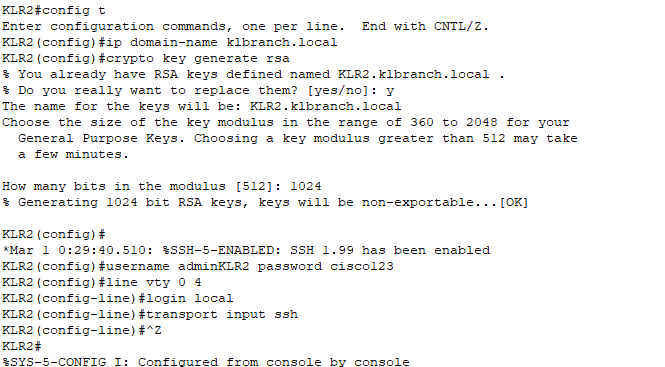 KLR2#config t
Enter configuration commands, one per line.  End with CNTL/Z.
KLR2(config)#ip domain-name klbranch.local
KLR2(config)#crypto key generate rsa
% You already have RSA keys defined named KLR2.klbranch.local .
% Do you really want to replace them? [yes/no]: y
The name for the keys will be: KLR2.klbranch.local
Choose the size of the key modulus in the range of 360 to 2048 for your
  General Purpose Keys. Choosing a key modulus greater than 512 may take
  a few minutes.

How many bits in the modulus [512]: 1024
% Generating 1024 bit RSA keys, keys will be non-exportable...[OK]

KLR2(config)#
*Mar 1 0:29:40.510: %SSH-5-ENABLED: SSH 1.99 has been enabled
KLR2(config)#username adminKLR2 password cisco123
KLR2(config)#line vty 0 4
KLR2(config-line)#login local
KLR2(config-line)#transport input ssh
KLR2(config-line)#^Z
KLR2#
%SYS-5-CONFIG I: Configured from console by console